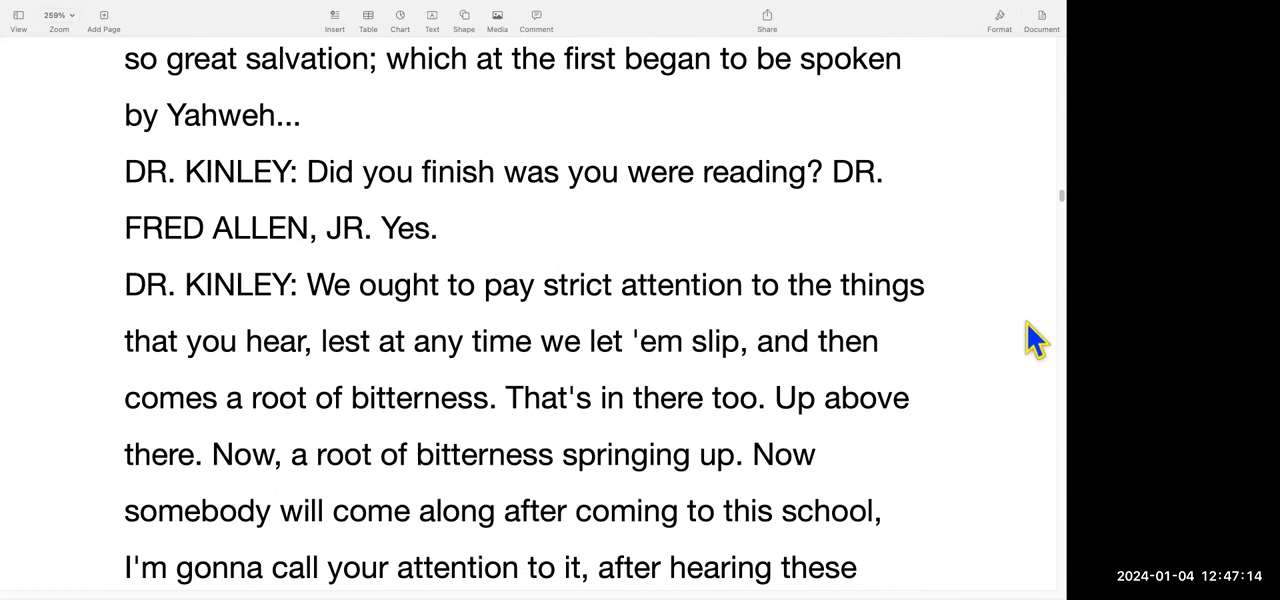 259%
View Zoom Add Page Insert Table Chart Text Shape Media Comment Share Format Document
so great salvation; which at the first began to be spoken
by Yahweh...
DR. KINLEY: Did you finish was you were reading? DR.
FRED ALLEN, JR. Yes.
DR. KINLEY: We ought to pay strict attention to the things
that you hear, lest at any time we let 'em slip, and then
comes a root of bitterness. That's in there too. Up above
there. Now, a root of bitterness springing up. Now
somebody will come along after coming to this school,
I'm gonna call your attention to it, after hearing these
2024-01-04 12:47:14